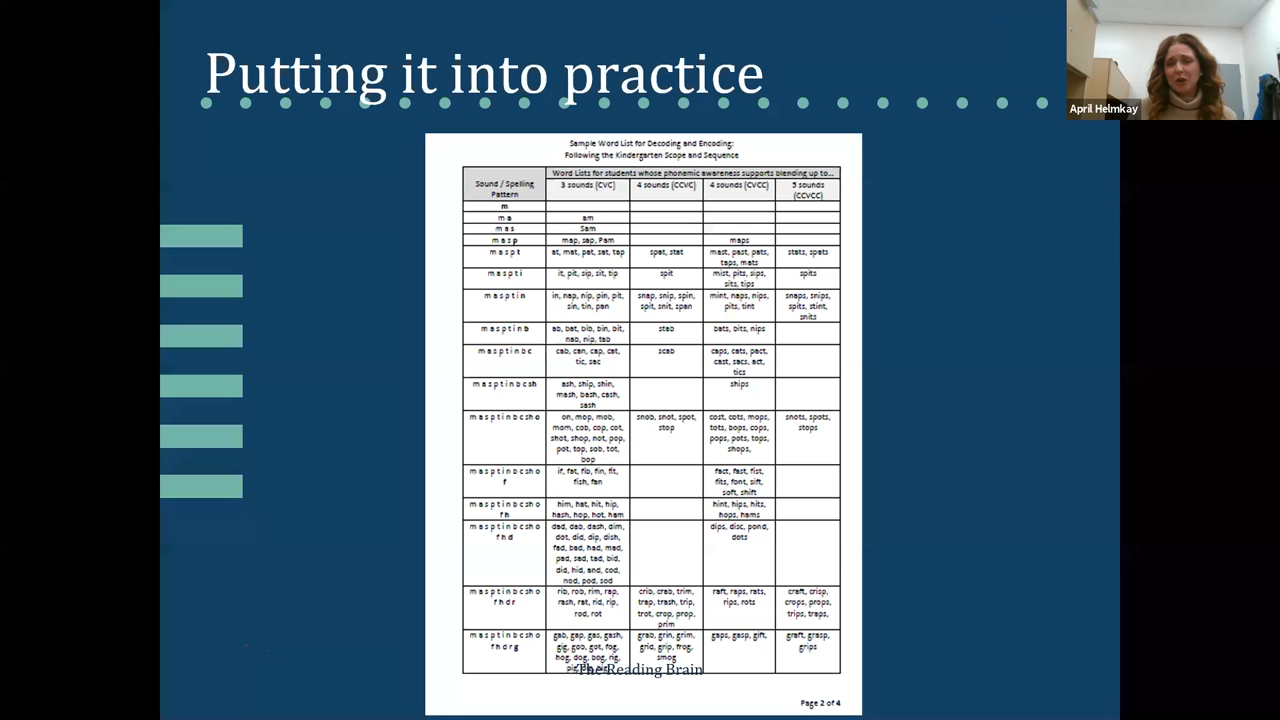 Putting it into practice
April Helmkay
Sample Word List for Decoding and Encoding:
Following the Kindergarten Scope and Sequence
Sound / Spelling
Pattern
Word Lists for students whose phonemic awareness supports blending up to...
3 sounds (CVC)
4 sounds (CCVC)
4 sounds (CVCC)
5 sounds
(CCVCC)
m
m a
am
m a s
Sam
m a s p
map, sap, Pam
maps
m a s p t
at, mat, pat, sat, tap
spat, stat
mast, past, pats,
taps, mats
stats, spats
m a s p t i
it, pit, sip, sit, tip
spit
mist, pits, sips,
sits, tips
spits
m a s p t i n
in, nap, nip, pin, pit,
sin, tin, pan
snap, snip, spin,
spit, snit, span
mint, naps, nips,
pits, tint
snaps, snips,
spits, stint,
snits
m a s p t i n b
ab, bat, bib, bin, bit,
nab, nip, tab
stab
bats, bits, nips
m a s p t i n b c
cab, can, cap, cat,
tic, sac
scab
caps, cats, pact,
cast, sacs, act,
tics
m a s p t i n b c sh
ash, ship, shin,
mash, bash, cash,
sash
ships
m a s p t i n b c sh o
on, mop, mob,
mom, cob, cop, cot,
shot, shop, not, pop,
pot, top, sob, tot,
bop
snob, snot, spot,
stop
cost, cots, mops,
tots, bops, cops,
pops, pots, tops,
shops,
snots, spots,
stops
m a s p t i n b c sh o
f
if, fat, fib, fin, fit,
fish, fan
fact, fast, fist,
fits, font, sift,
soft, shift
m a s p t i n b c sh o
f h
him, hat, hit, hip,
hash, hop, hot, ham
hint, hips, hits,
hops, hams
m a s p t i n b c sh o
f h d
dad, dab, dash, dim,
dot, did, dip, dish,
fad, bad, had, mad,
pad, sad, tad, bid,
did, hid, and, cod,
nod, pod, sod
dips, disc, pond,
dots
m a s p t i n b c sh o
f h d r
rib, rob, rim, rap,
rash, rat, rid, rip,
rod, rot
crib, crab, trim,
trap, trash, trip,
trot, crop, prop,
prim
raft, raps, rats,
rips, rots
craft, crisp,
crops, props,
trips, traps,
m a s p t i n b c sh o
f h d r g
gab, gap, gas, gash,
gig, gob, got, fog,
hog, dog, bog, rig,
grab, grin, grim,
grid, grip, frog,
smog
gaps, gasp, gift,
graft, grasp,
grips
The Reading Brain
Page 2 of 4